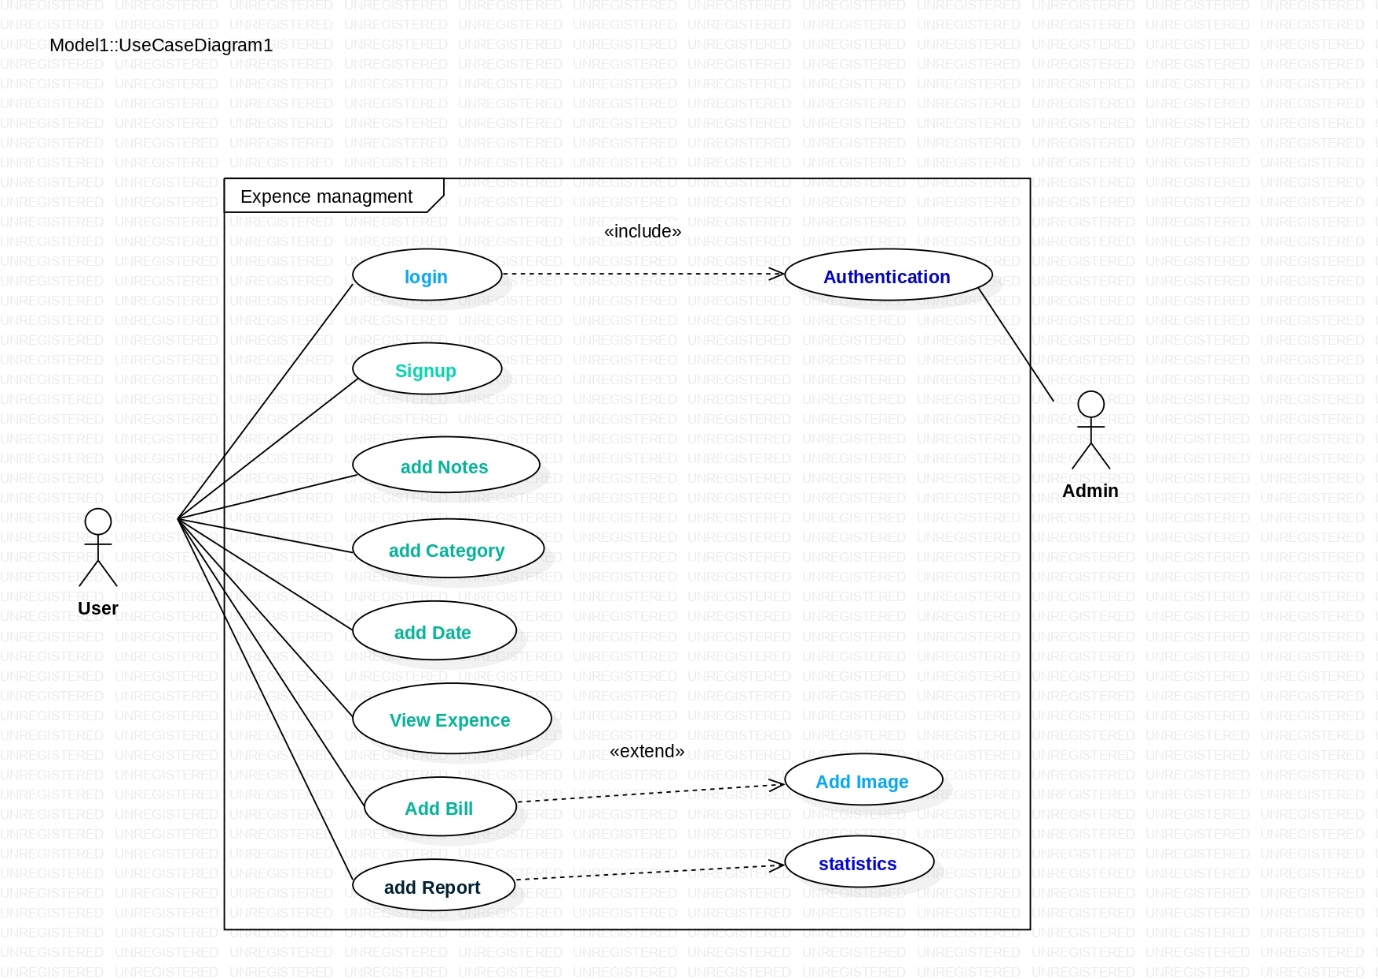 Model1::UseCaseDiagram1
Expence managment
«include»
login
Authentication
Signup
add Notes
Admin
add Category
User
add Date
View Expence
«extend»
Add Image
Add Bill
statistics
add Report
UNREGISTERED